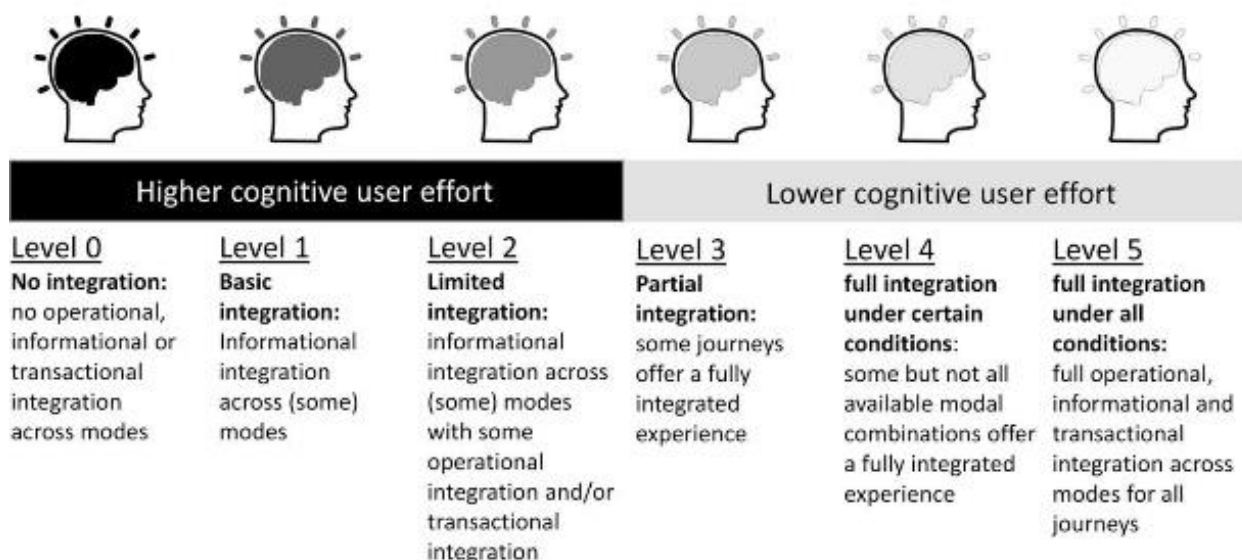 Higher cognitive user effort
Lower cognitive user effort
Level 0
No integration:
no operational,
informational or
transactional
integration
across modes
Level 1
Basic
integration:
Informational
integration
across (some)
modes
Level 2
Limited
integration:
informational
integration across
(some) modes
with some
operational
integration and/or
transactional
integration
Level 3
Partial
integration:
some journeys
offer a fully
integrated
experience
Level 4
full integration
under certain
conditions:
some but not all
available modal
combinations offer
a fully integrated
experience
Level 5
full integration
under all
conditions:
full operational,
informational and
transactional
integration across
modes for all
journeys